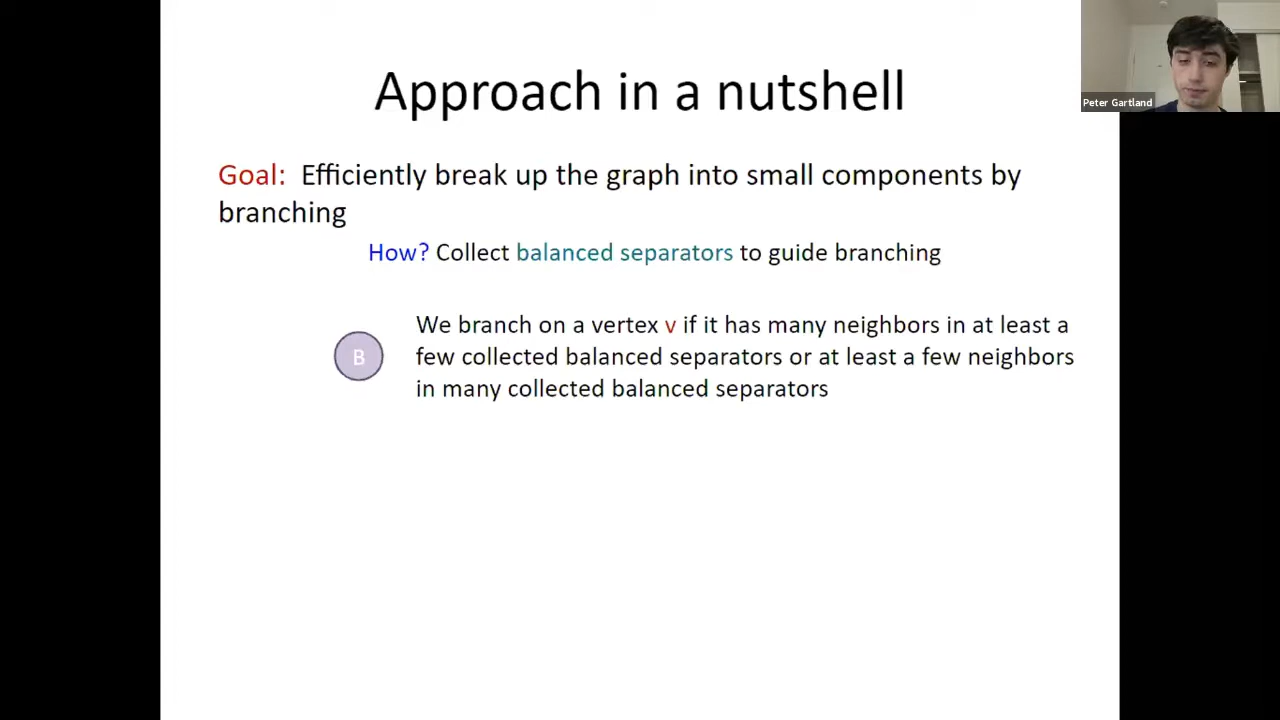 Approach in a nutshell
Peter Gartland
Goal: Efficiently break up the graph into small components by
branching
How? Collect balanced separators to guide branching
B
We branch on a vertex v if it has many neighbors in at least a
few collected balanced separators or at least a few neighbors
in many collected balanced separators